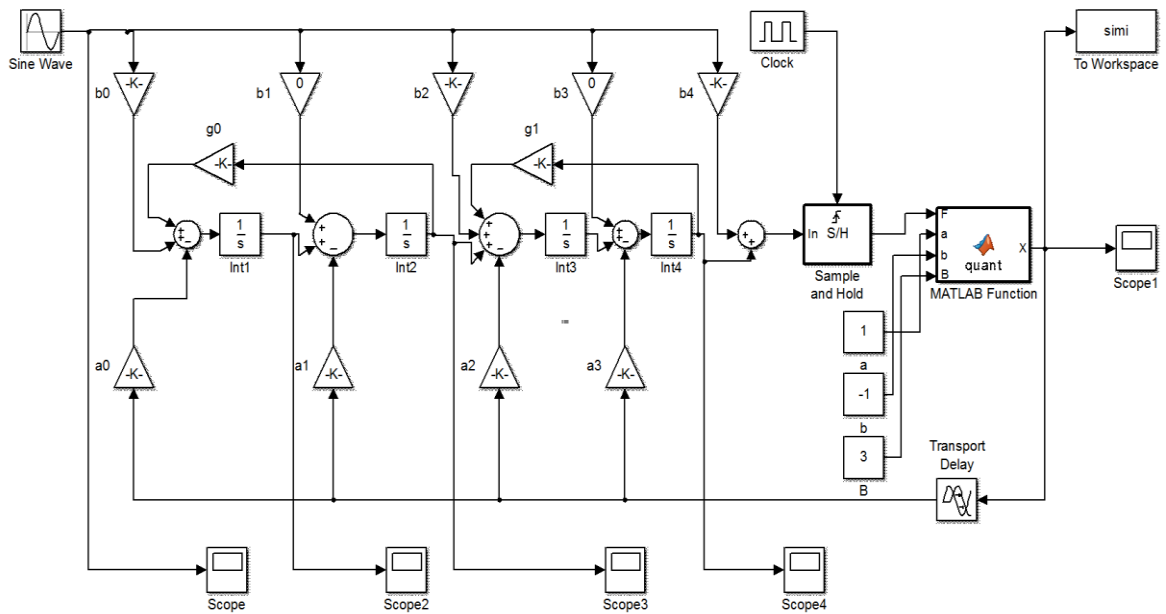 Sine Wave
Clock
simi
To Workspace
b0
-K-
b1
0
b2
-K-
b3
0
b4
-K-
g0
-K-
g1
-K-
+
+
-
1
s
Int1
+
+
-
1
s
Int2
+
+
+
-
1
s
Int3
+
+
-
1
s
Int4
+
+
In S/H
Sample
and Hold
F
a
b
B
quant
X
MATLAB Function
Scope1
a0
-K-
a1
-K-
a2
-K-
a3
-K-
1
a
-1
b
3
B
Transport
Delay
Scope
Scope2
Scope3
Scope4